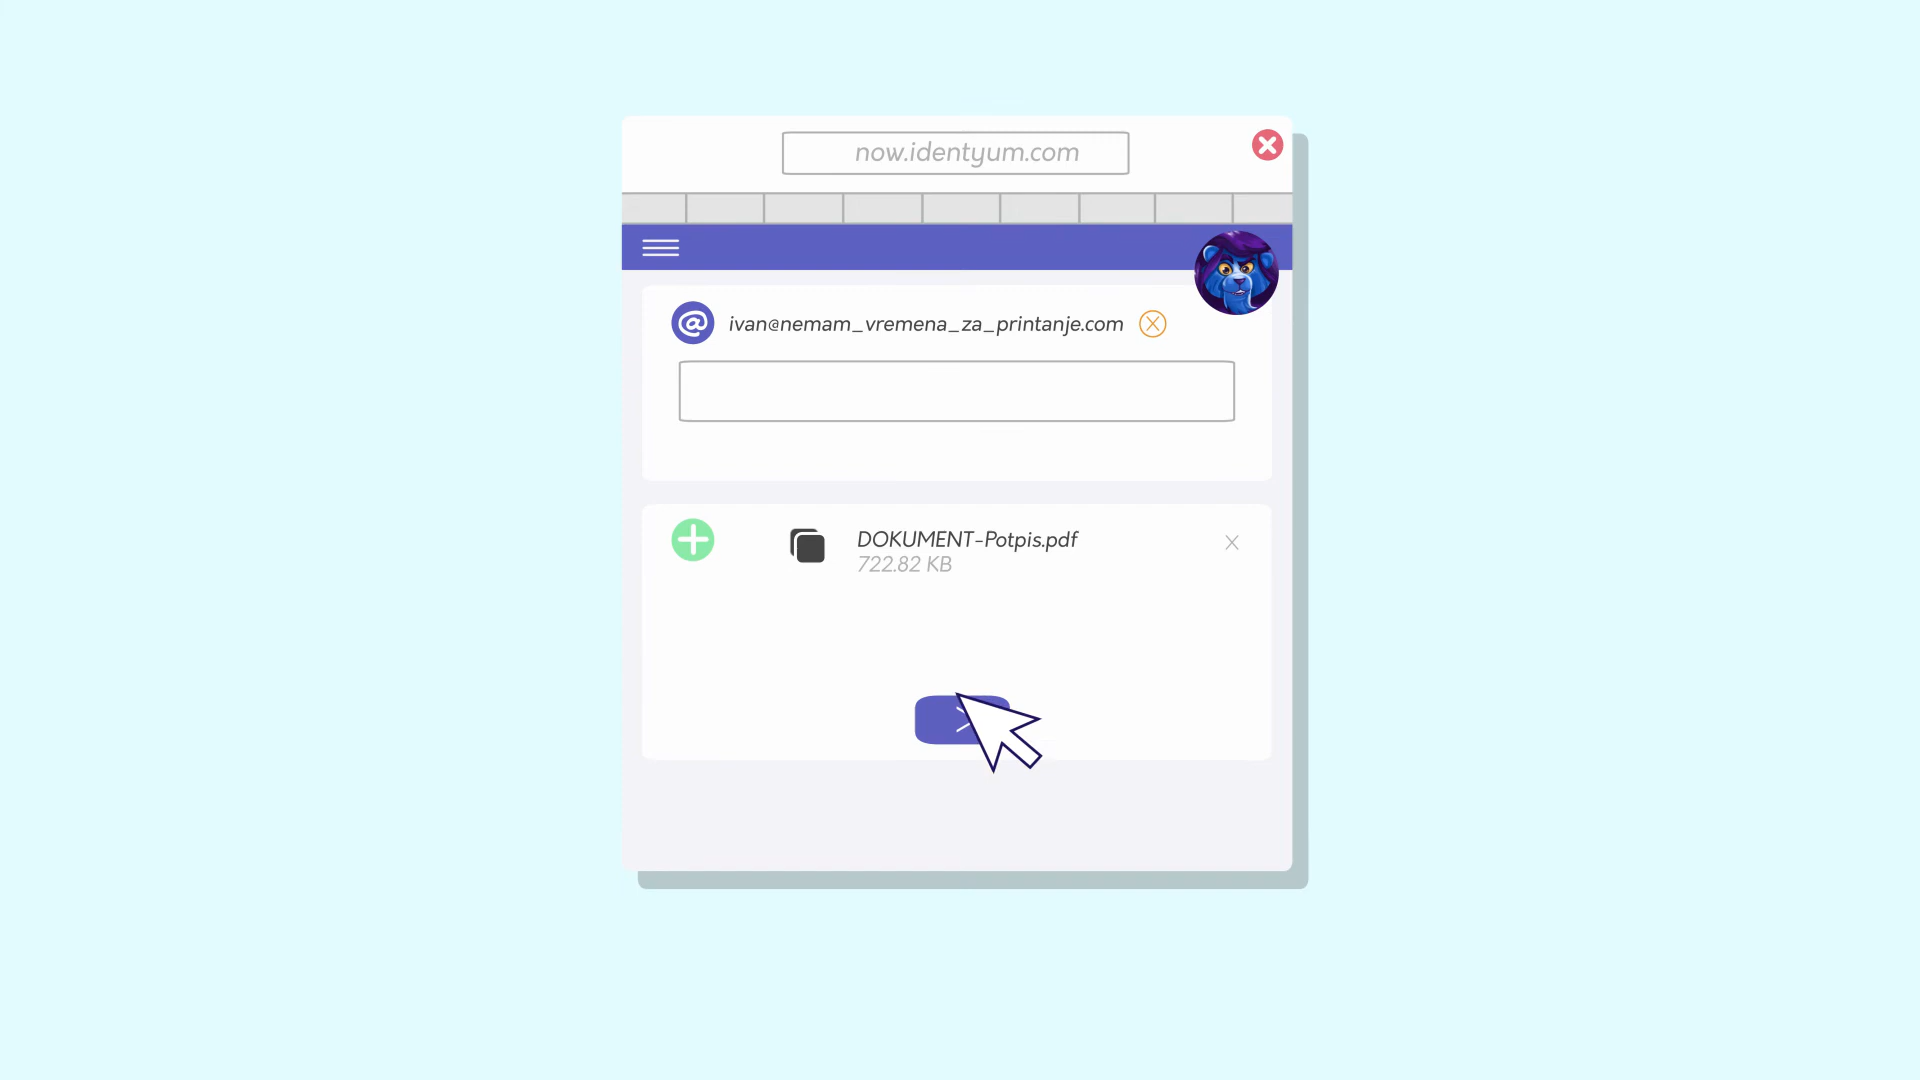 now.identyum.com
@ ivan@nemam_vremena_za_printanje.com
DOKUMENT-Potpis.pdf
722.82 KB